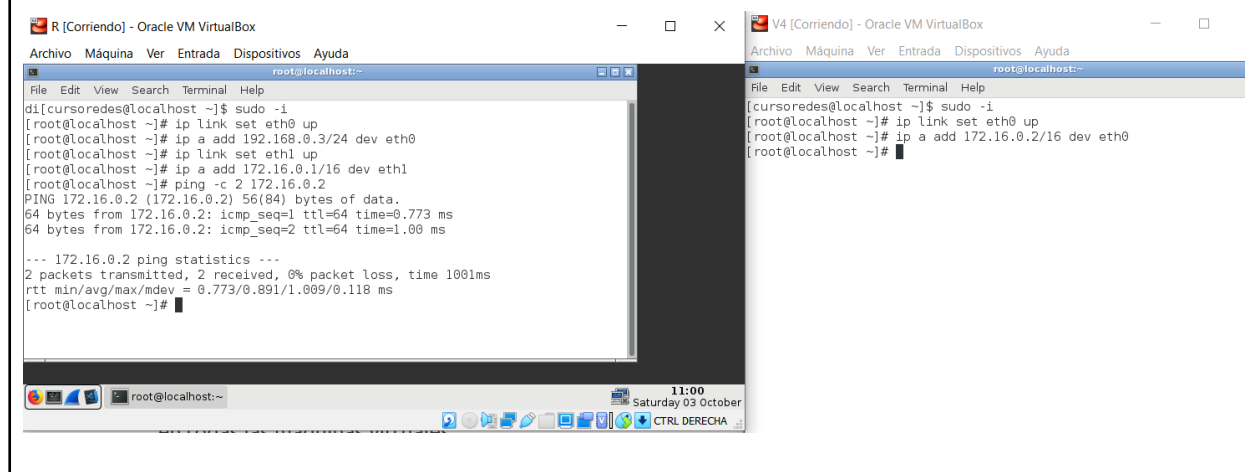 R [Corriendo] - Oracle VM VirtualBox
Archivo Máquina Ver Entrada Dispositivos Ayuda
root@localhost:~
File Edit View Search Terminal Help
di[cursoredes@localhost ~]$ sudo -i
[root@localhost ~]# ip link set eth0 up
[root@localhost ~]# ip a add 192.168.0.3/24 dev eth0
[root@localhost ~]# ip link set eth1 up
[root@localhost ~]# ip a add 172.16.0.1/16 dev eth1
[root@localhost ~]# ping -c 2 172.16.0.2
PING 172.16.0.2 (172.16.0.2) 56(84) bytes of data.
64 bytes from 172.16.0.2: icmp_seq=1 ttl=64 time=0.773 ms
64 bytes from 172.16.0.2: icmp_seq=2 ttl=64 time=1.00 ms
--- 172.16.0.2 ping statistics ---
2 packets transmitted, 2 received, 0% packet loss, time 1001ms
rtt min/avg/max/mdev = 0.773/0.891/1.009/0.118 ms
[root@localhost ~]#
root@localhost:~
11:00
Saturday 03 October
CTRL DERECHA
V4 [Corriendo] - Oracle VM VirtualBox
Archivo Máquina Ver Entrada Dispositivos Ayuda
root@localhost:~
File Edit View Search Terminal Help
[cursoredes@localhost ~]$ sudo -i
[root@localhost ~]# ip link set eth0 up
[root@localhost ~]# ip a add 172.16.0.2/16 dev eth0
[root@localhost ~]#